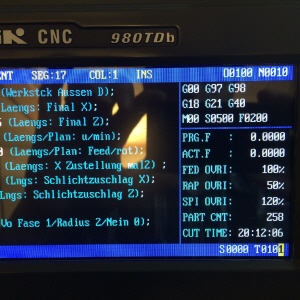 CNC 980TDb
SEG:17 COL:1 INS D0100 N0010
(Werkstck Aussen D);
(Laengs: Final X);
(Laengs: Final Z);
(Laengs/Plan: u/min);
(Laengs/Plan: Feed/rot);
(Laengs: X Zustellung mal2) ;
(Lngs: Schlichtzuschlag X);
Lngs: Schlichtzuschlag Z);
Vo Fase 1/Radius 2/Nein 0);
G00 G97 G98
G18 G21 G40
M00 S0500 F0200
PRG.F : 0.0000
ACT.F : 0.0000
FED OVRI: 100%
RAP OVRI: 50%
SPI OVRI: 120%
PART CNT: 258
CUT TIME: 20:12:06
S0000 T0101